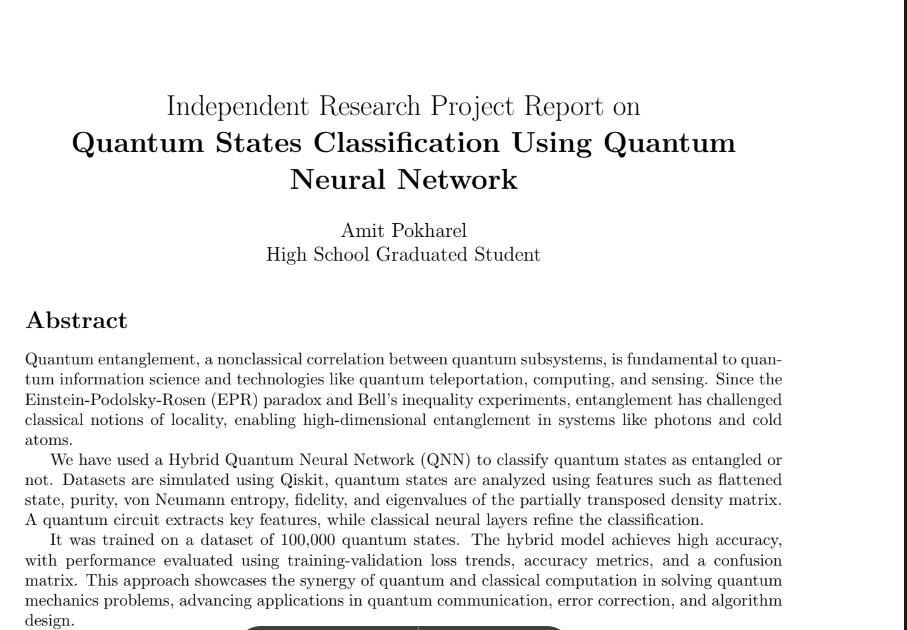 Independent Research Project Report on
Quantum States Classification Using Quantum
Neural Network
Amit Pokharel
High School Graduated Student
Abstract
Quantum entanglement, a nonclassical correlation between quantum subsystems, is fundamental to quan-
tum information science and technologies like quantum teleportation, computing, and sensing. Since the
Einstein-Podolsky-Rosen (EPR) paradox and Bell's inequality experiments, entanglement has challenged
classical notions of locality, enabling high-dimensional entanglement in systems like photons and cold
atoms.
We have used a Hybrid Quantum Neural Network (QNN) to classify quantum states as entangled or
not. Datasets are simulated using Qiskit, quantum states are analyzed using features such as flattened
state, purity, von Neumann entropy, fidelity, and eigenvalues of the partially transposed density matrix.
A quantum circuit extracts key features, while classical neural layers refine the classification.
It was trained on a dataset of 100,000 quantum states. The hybrid model achieves high accuracy,
with performance evaluated using training-validation loss trends, accuracy metrics, and a confusion
matrix. This approach showcases the synergy of quantum and classical computation in solving quantum
mechanics problems, advancing applications in quantum communication, error correction, and algorithm
design.